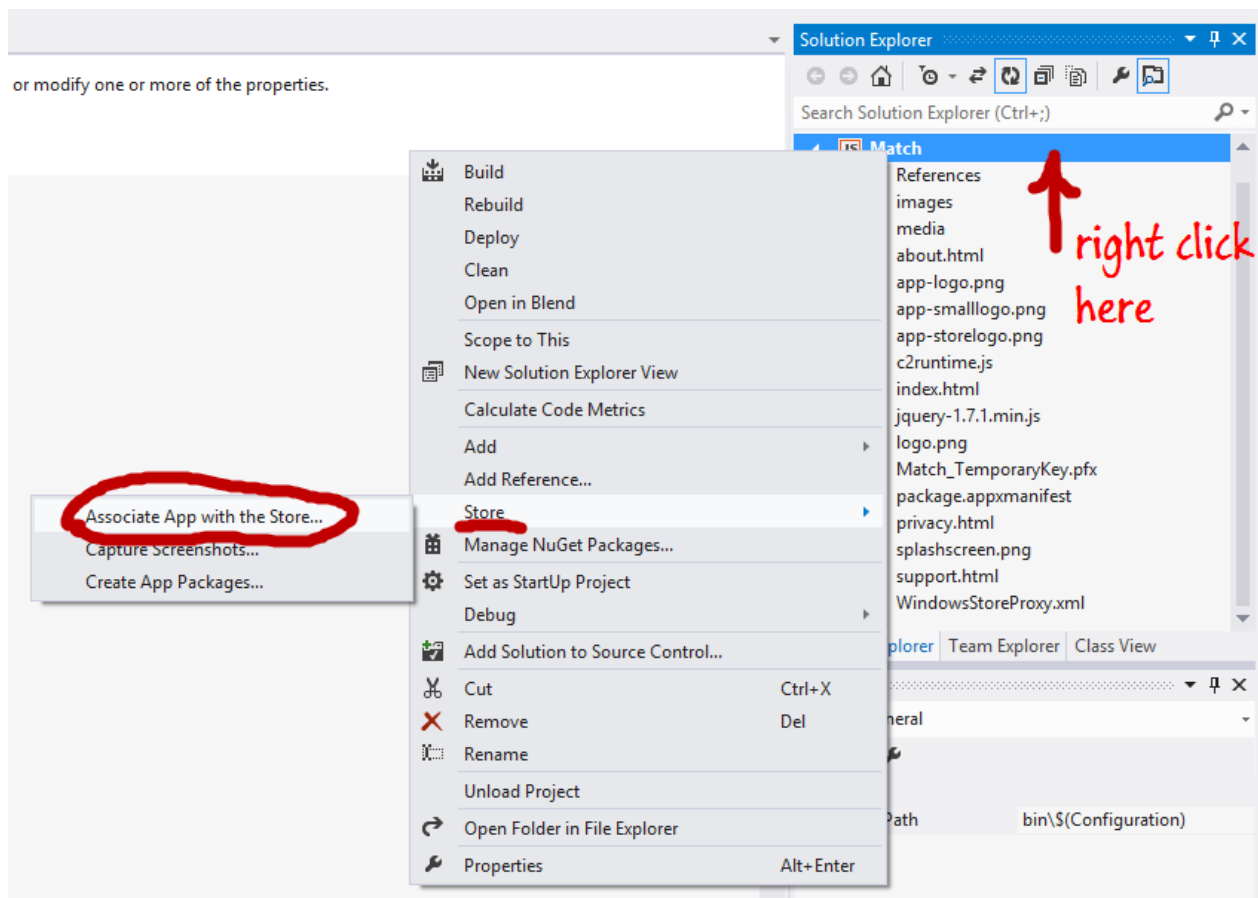 Solution Explorer
or modify one or more of the properties.
Search Solution Explorer (Ctrl+;)
JS Match
References
images
media
about.html
app-logo.png
app-smalllogo.png
app-storelogo.png
c2runtime.js
index.html
jquery-1.7.1.min.js
logo.png
Match_TemporaryKey.pfx
package.appxmanifest
privacy.html
splashscreen.png
support.html
WindowsStoreProxy.xml
right click
here
Build
Rebuild
Deploy
Clean
Open in Blend
Scope to This
New Solution Explorer View
Calculate Code Metrics
Add
Add Reference...
Store
Manage NuGet Packages...
Set as StartUp Project
Debug
Add Solution to Source Control...
Cut Ctrl+X
Remove Del
Rename
Unload Project
Open Folder in File Explorer
Properties Alt+Enter
Associate App with the Store...
Capture Screenshots...
Create App Packages...
plorer Team Explorer Class View
neral
Path bin\$(Configuration)